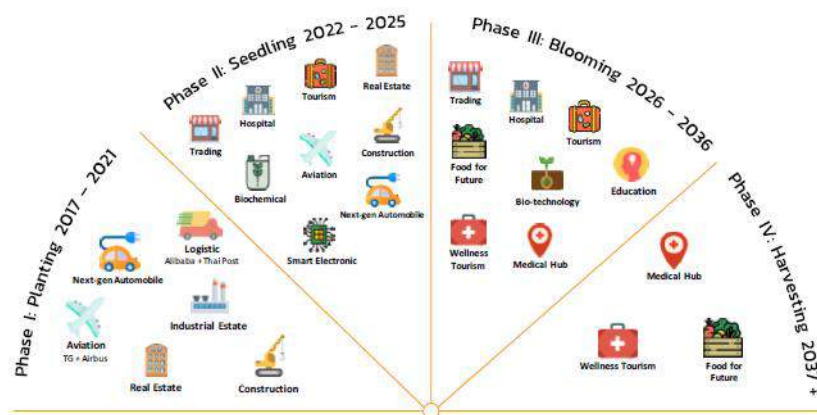 Phase I: Planting 2017 - 2021
Next-gen Automobile
Logistic
Alibaba + Thai Post
Aviation
TG + Airbus
Industrial Estate
Real Estate
Construction
Phase II: Seedling 2022 - 2025
Trading
Hospital
Tourism
Real Estate
Biochemical
Aviation
Construction
Next-gen Automobile
Smart Electronic
Phase III: Blooming 2026 - 2036
Trading
Hospital
Tourism
Food for
Future
Bio-technology
Education
Wellness
Tourism
Medical Hub
Phase IV: Harvesting 2037 +
Medical Hub
Wellness Tourism
Food for
Future